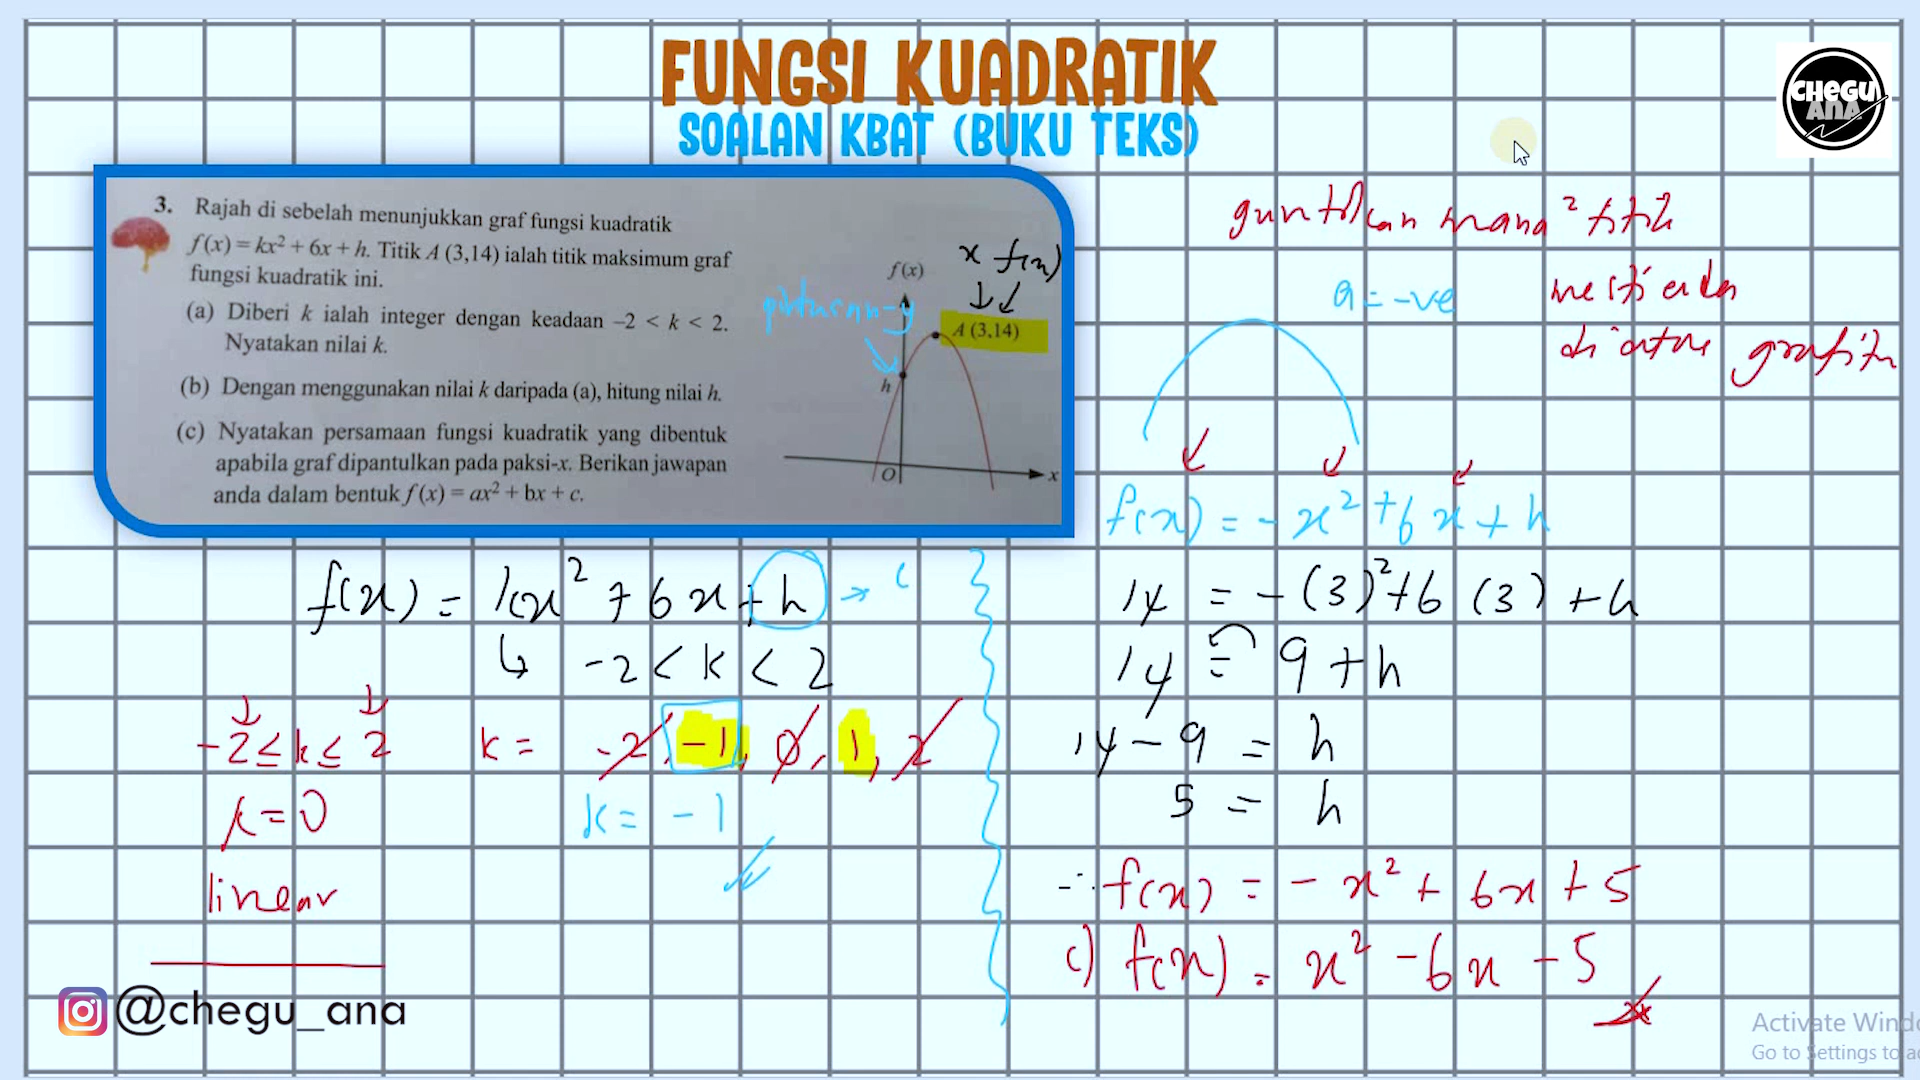 FUNGSI KUADRATIK
SOALAN KBAT (BUKU TEKS)
CHEGU
ANA
3. Rajah di sebelah menunjukkan graf fungsi kuadratik
f(x) = kx² + 6x + h. Titik A (3,14) ialah titik maksimum graf
fungsi kuadratik ini.
(a) Diberi k ialah integer dengan keadaan –2 < k < 2.
Nyatakan nilai k.
(b) Dengan menggunakan nilai k daripada (a), hitung nilai h.
(c) Nyatakan persamaan fungsi kuadratik yang dibentuk
apabila graf dipantulkan pada paksi-x. Berikan jawapan
anda dalam bentuk f(x) = ax² + bx + c.
x f(x)
f(x)
pintasan-y
A (3,14)
h
O
x
f(x) = kx² + 6x + h → c
↳ -2 < k < 2
-2 ≤ k ≤ 2
k = -2, -1, 0, 1, 2
k = 0
k = -1
linear
@chegu_ana
mana² titik
a = -ve
mesti ada
di atas grafik
f(x) = -x² + 6x + h
14 = -(3)² + 6(3) + h
14 = 9 + h
14 - 9 = h
5 = h
∴ f(x) = -x² + 6x + 5
c) f(x) = x² - 6x - 5
Activate Windo
Go to Settings to a